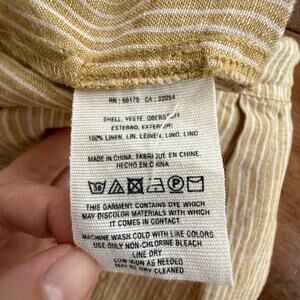 RN : 66170 CA : 32054
SHELL, VESTE, OBERSTOFF,
ESTERNO, EXTERIOR:
100% LINEN, LIN, LEINEN, LINO, LINO
MADE IN CHINA, FABRIQUÉ EN CHINE,
HECHO EN CHINA
THIS GARMENT CONTAINS DYE WHICH
MAY DISCOLOR MATERIALS WITH WHICH
IT COMES IN CONTACT
MACHINE WASH COLD WITH LIKE COLORS
USE ONLY NON-CHLORINE BLEACH
LINE DRY
LOW IRON AS NEEDED
MAY BE DRY CLEANED